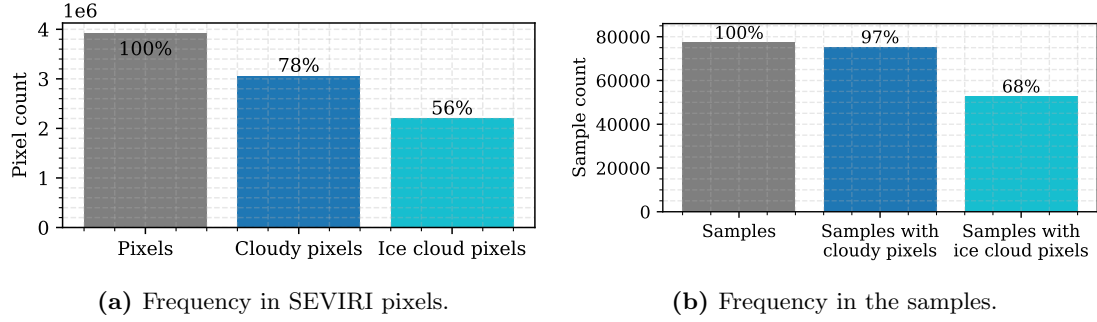 1e6
4
3
2
1
0
Pixel count
100%
78%
56%
Pixels
Cloudy pixels
Ice cloud pixels
(a) Frequency in SEVIRI pixels.
80000
60000
40000
20000
0
Sample count
100%
97%
68%
Samples
Samples with
cloudy pixels
Samples with
ice cloud pixels
(b) Frequency in the samples.